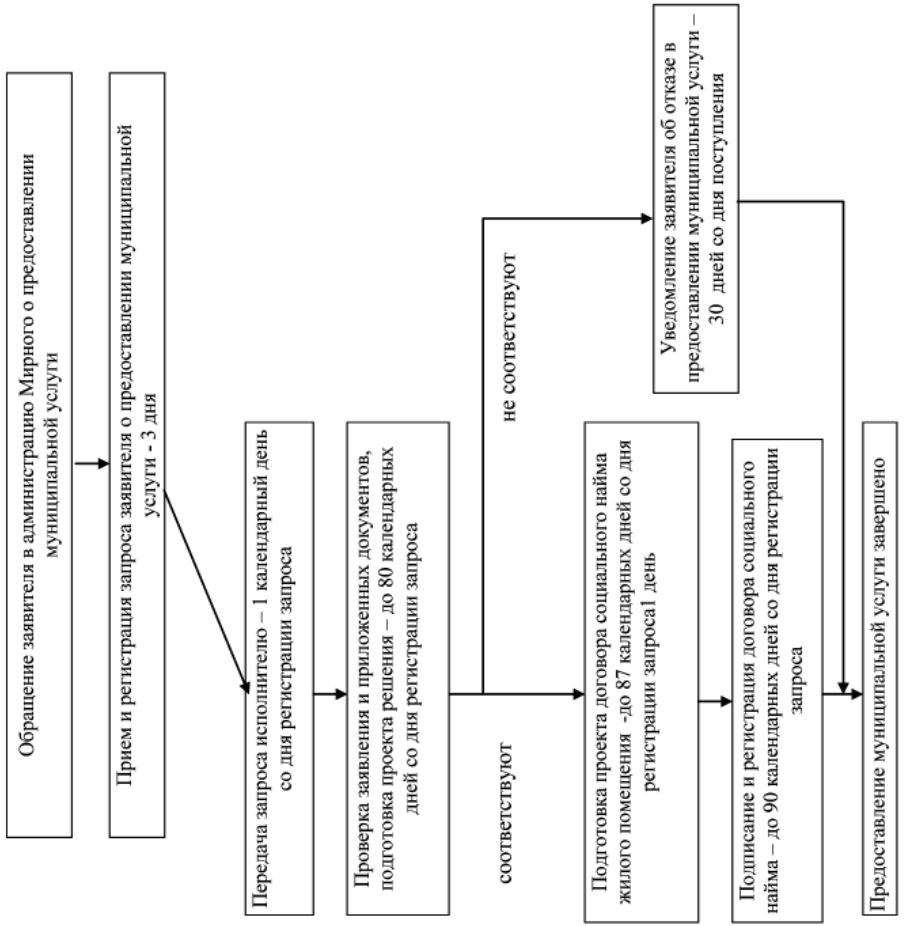 Обращение заявителя в администрацию Мирного о предоставлении
муниципальной услуги
Прием и регистрация запроса заявителя о предоставлении муниципальной
услуги - 3 дня
Передача запроса исполнителю – 1 календарный день
со дня регистрации запроса
Проверка заявления и приложенных документов,
подготовка проекта решения – до 80 календарных
дней со дня регистрации запроса
соответствуют
не соответствуют
Подготовка проекта договора социального найма
жилого помещения -до 87 календарных дней со дня
регистрации запроса1 день
Уведомление заявителя об отказе в
предоставлении муниципальной услуги –
30 дней со дня поступления
Подписание и регистрация договора социального
найма – до 90 календарных дней со дня регистрации
запроса
Предоставление муниципальной услуги завершено